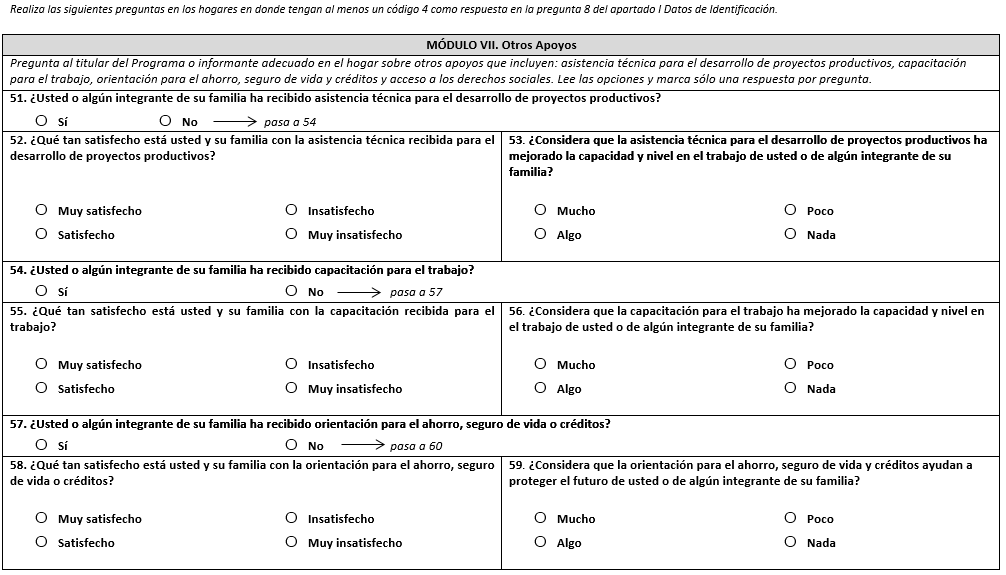 Realiza las siguientes preguntas en los hogares en donde tengan al menos un código 4 como respuesta en la pregunta 8 del apartado I Datos de Identificación.
MÓDULO VII. Otros Apoyos
Pregunta al titular del Programa o informante adecuado en el hogar sobre otros apoyos que incluyen: asistencia técnica para el desarrollo de proyectos productivos, capacitación
para el trabajo, orientación para el ahorro, seguro de vida y créditos y acceso a los derechos sociales. Lee las opciones y marca sólo una respuesta por pregunta.
51. ¿Usted o algún integrante de su familia ha recibido asistencia técnica para el desarrollo de proyectos productivos?
Sí No pasa a 54
52. ¿Qué tan satisfecho está usted y su familia con la asistencia técnica recibida para el
desarrollo de proyectos productivos?
Muy satisfecho Insatisfecho
Satisfecho Muy insatisfecho
53. ¿Considera que la asistencia técnica para el desarrollo de proyectos productivos ha
mejorado la capacidad y nivel en el trabajo de usted o de algún integrante de su
familia?
Mucho Poco
Algo Nada
54. ¿Usted o algún integrante de su familia ha recibido capacitación para el trabajo?
Sí No pasa a 57
55. ¿Qué tan satisfecho está usted y su familia con la capacitación recibida para el
trabajo?
Muy satisfecho Insatisfecho
Satisfecho Muy insatisfecho
56. ¿Considera que la capacitación para el trabajo ha mejorado la capacidad y nivel en
el trabajo de usted o de algún integrante de su familia?
Mucho Poco
Algo Nada
57. ¿Usted o algún integrante de su familia ha recibido orientación para el ahorro, seguro de vida o créditos?
Sí No pasa a 60
58. ¿Qué tan satisfecho está usted y su familia con la orientación para el ahorro, seguro
de vida o créditos?
Muy satisfecho Insatisfecho
Satisfecho Muy insatisfecho
59. ¿Considera que la orientación para el ahorro, seguro de vida y créditos ayudan a
proteger el futuro de usted o de algún integrante de su familia?
Mucho Poco
Algo Nada